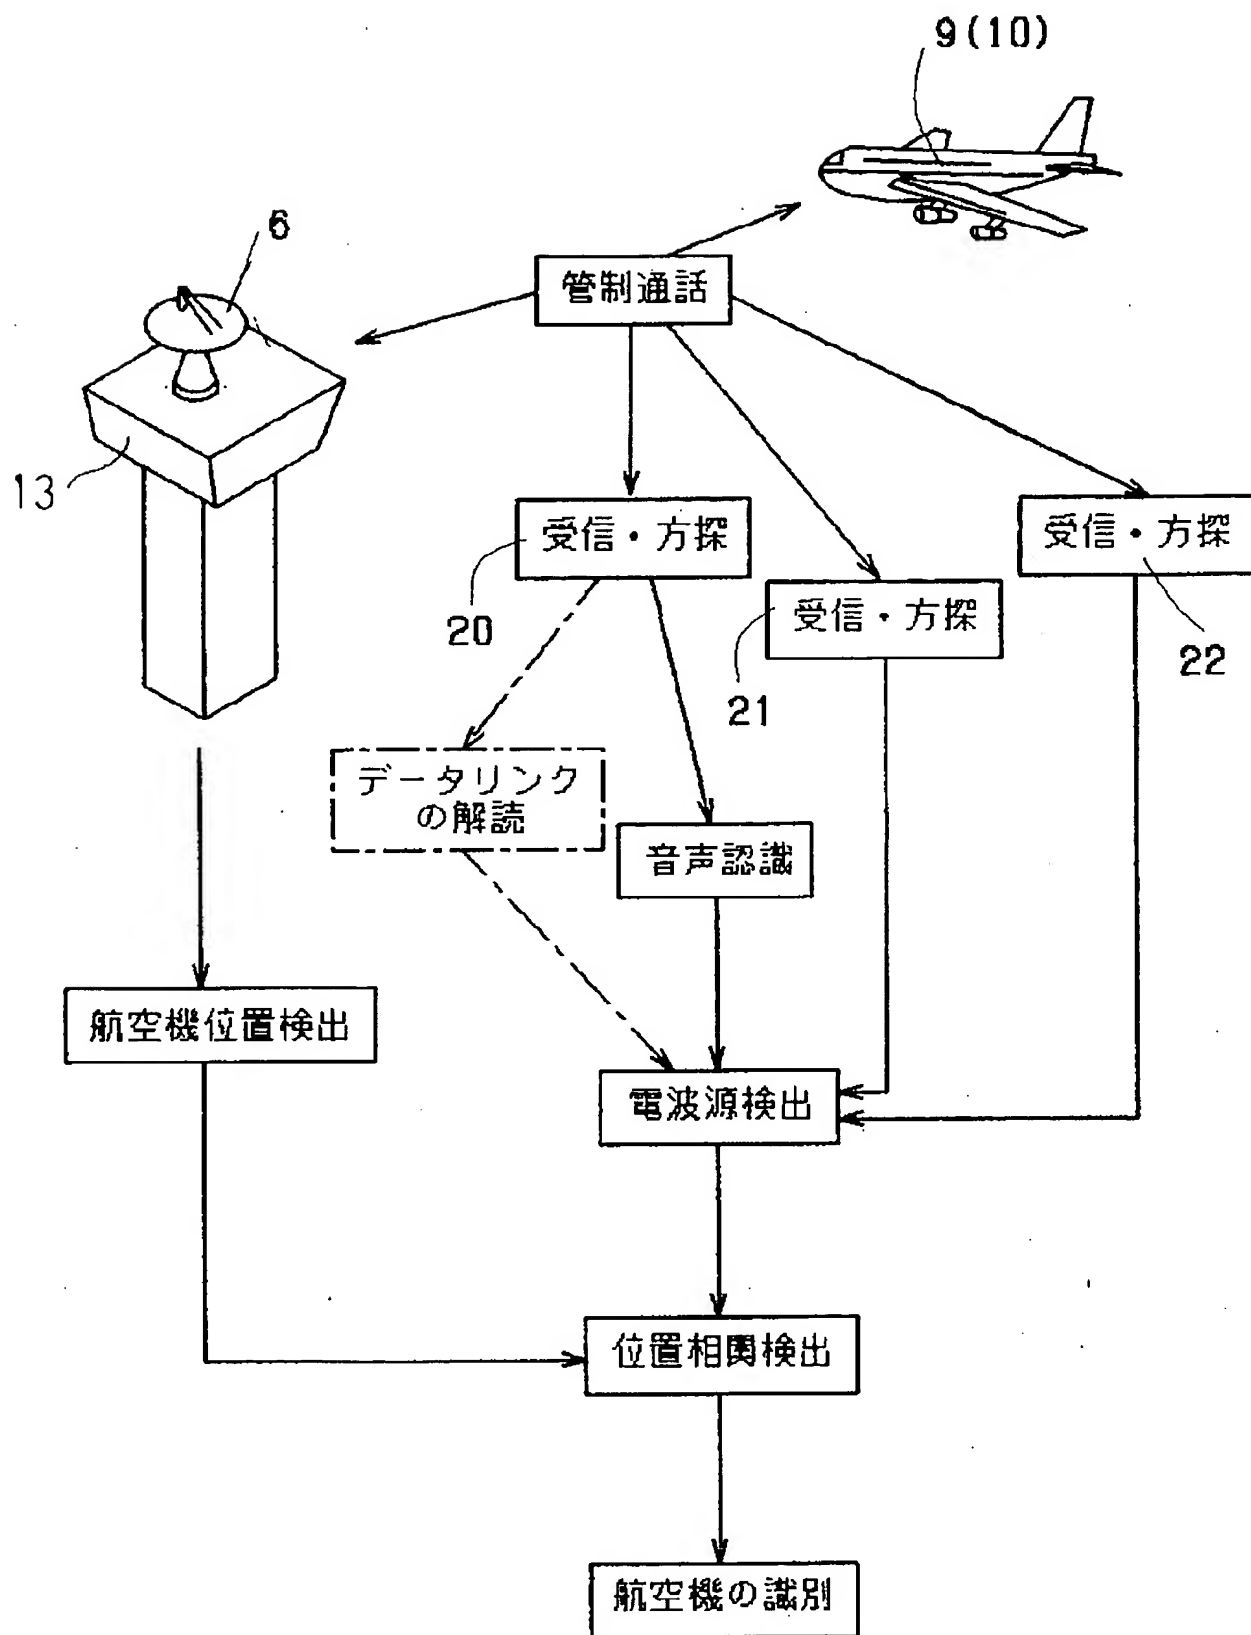 9(10)
6
管制通話
13
受信・方探
20
受信・方探
21
受信・方探
22
データリンク
の解読
音声認識
航空機位置検出
電波源検出
位置相関検出
航空機の識別